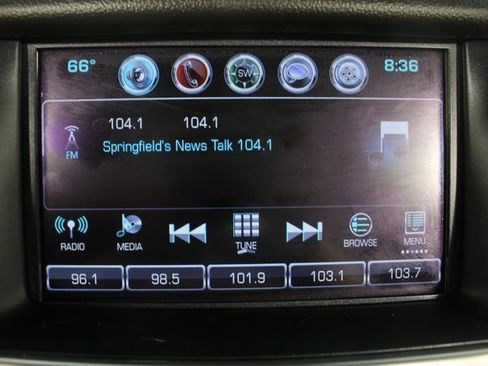 66° SW 8:36
104.1 104.1
FM Springfield's News Talk 104.1
RADIO MEDIA TUNE BROWSE MENU
96.1 98.5 101.9 103.1 103.7